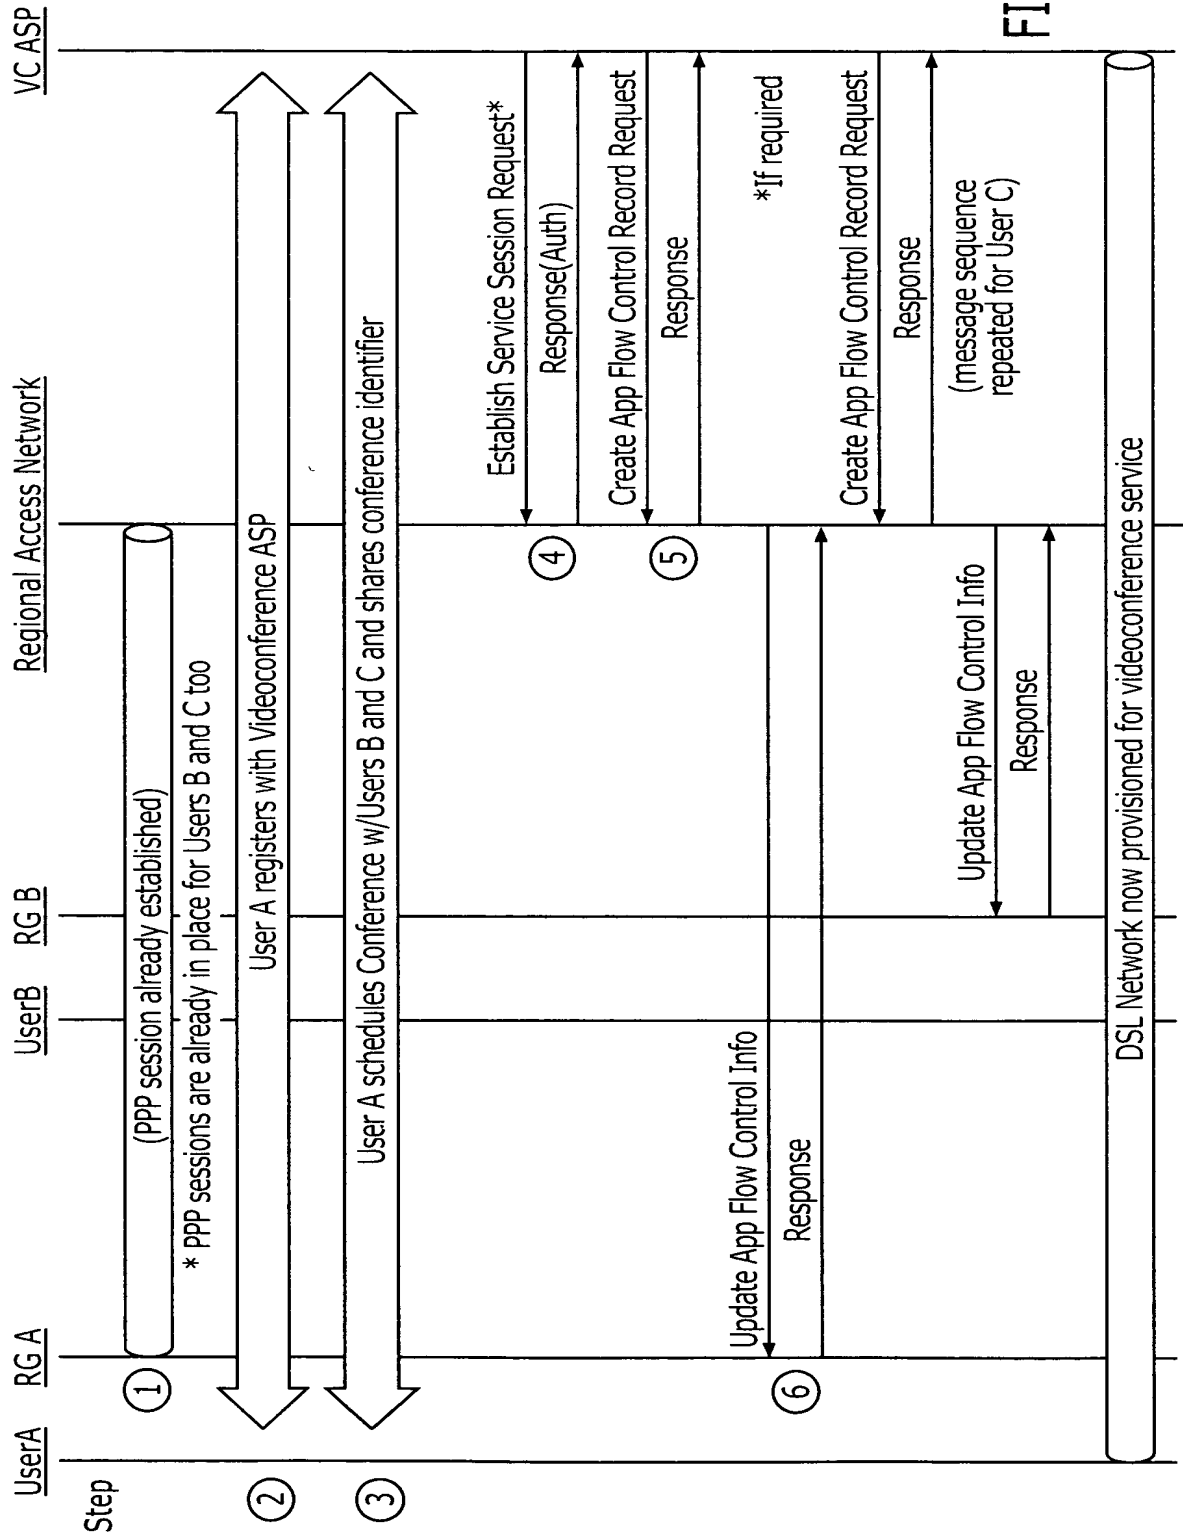 UserA
RG A
UserB
RG B
Regional Access Network
VC ASP
Step
1
(PPP session already established)
* PPP sessions are already in place for Users B and C too
2
User A registers with Videoconference ASP
3
User A schedules Conference w/Users B and C and shares conference identifier
4
Establish Service Session Request*
Response(Auth)
5
Create App Flow Control Record Request
Response
6
Update App Flow Control Info
Response
*If required
Create App Flow Control Record Request
Response
(message sequence
repeated for User C)
Update App Flow Control Info
Response
DSL Network now provisioned for videoconference service
FI